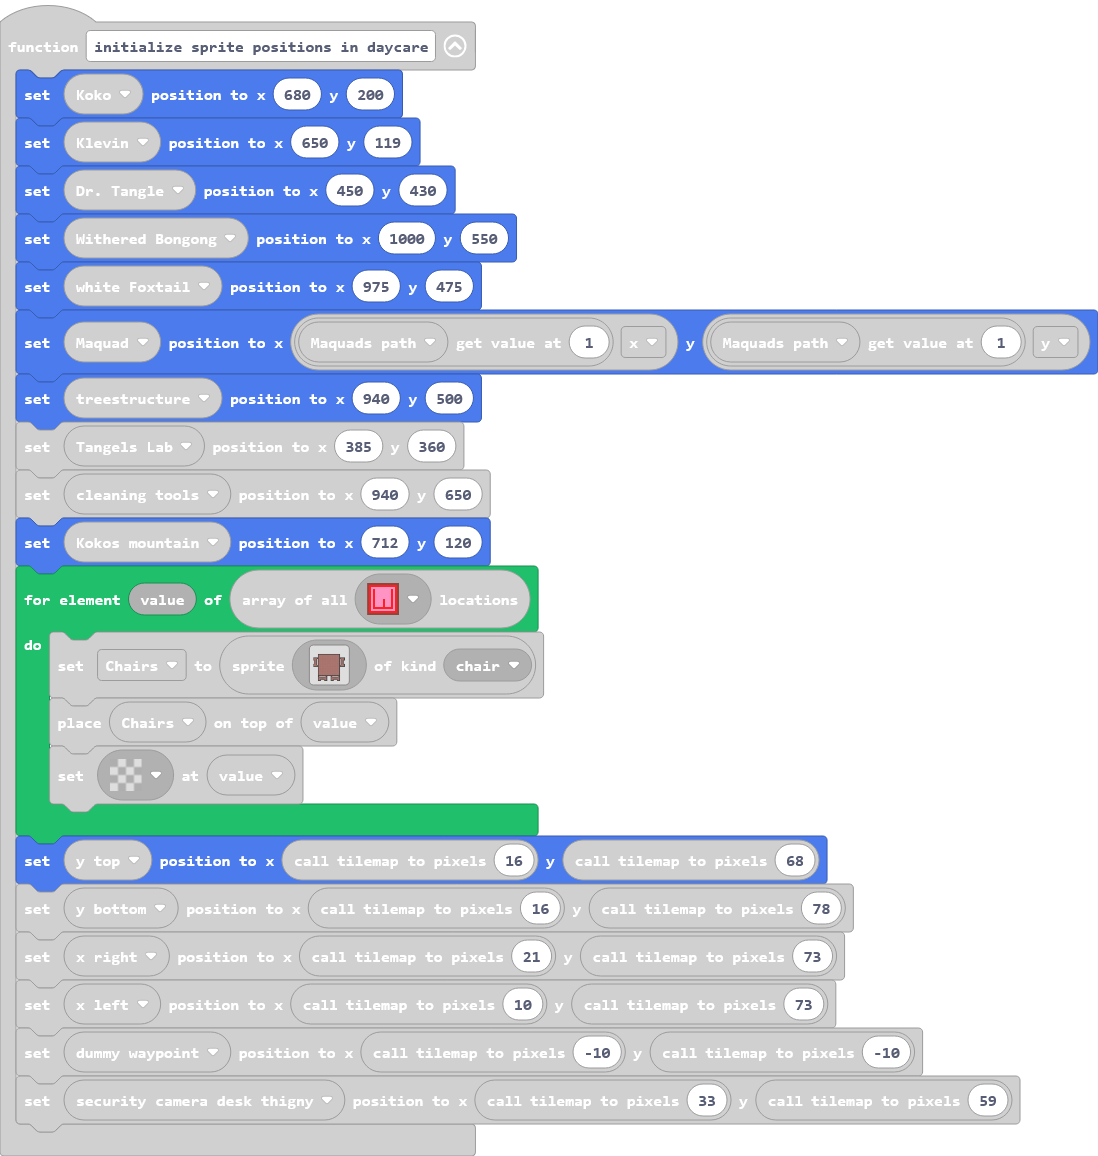 function initialize sprite positions in daycare
set Koko position to x 680 y 200
set Klevin position to x 650 y 119
set Dr. Tangle position to x 450 y 430
set Withered Bongong position to x 1000 y 550
set white Foxtail position to x 975 y 475
set Maquad position to x Maquads path get value at 1 x y Maquads path get value at 1 y
set treestructure position to x 940 y 500
set Tangels Lab position to x 385 y 360
set cleaning tools position to x 940 y 650
set Kokos mountain position to x 712 y 120
for element value of array of all locations
do
set Chairs to sprite of kind chair
place Chairs on top of value
set at value
set y top position to x call tilemap to pixels 16 y call tilemap to pixels 68
set y bottom position to x call tilemap to pixels 16 y call tilemap to pixels 78
set x right position to x call tilemap to pixels 21 y call tilemap to pixels 73
set x left position to x call tilemap to pixels 10 y call tilemap to pixels 73
set dummy waypoint position to x call tilemap to pixels -10 y call tilemap to pixels -10
set security camera desk thigny position to x call tilemap to pixels 33 y call tilemap to pixels 59